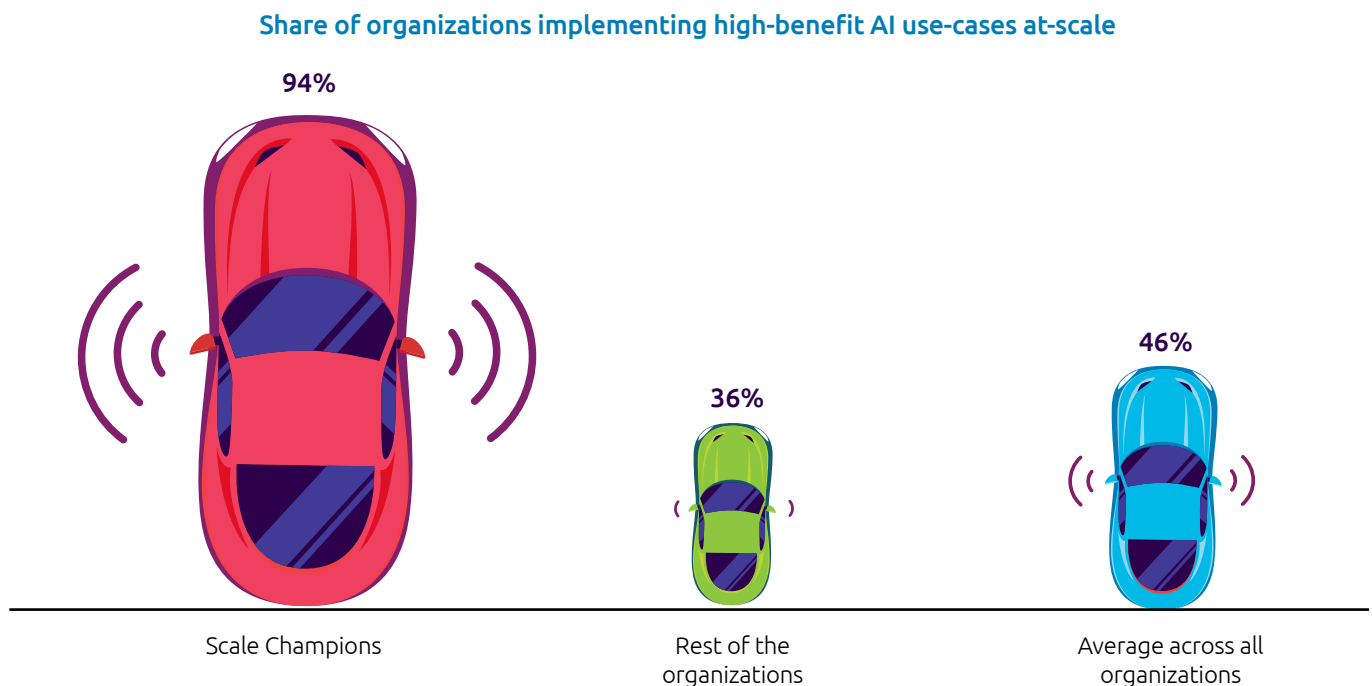 Share of organizations implementing high-benefit AI use-cases at-scale
94%
46%
36%
Scale Champions
Rest of the
organizations
Average across all
organizations